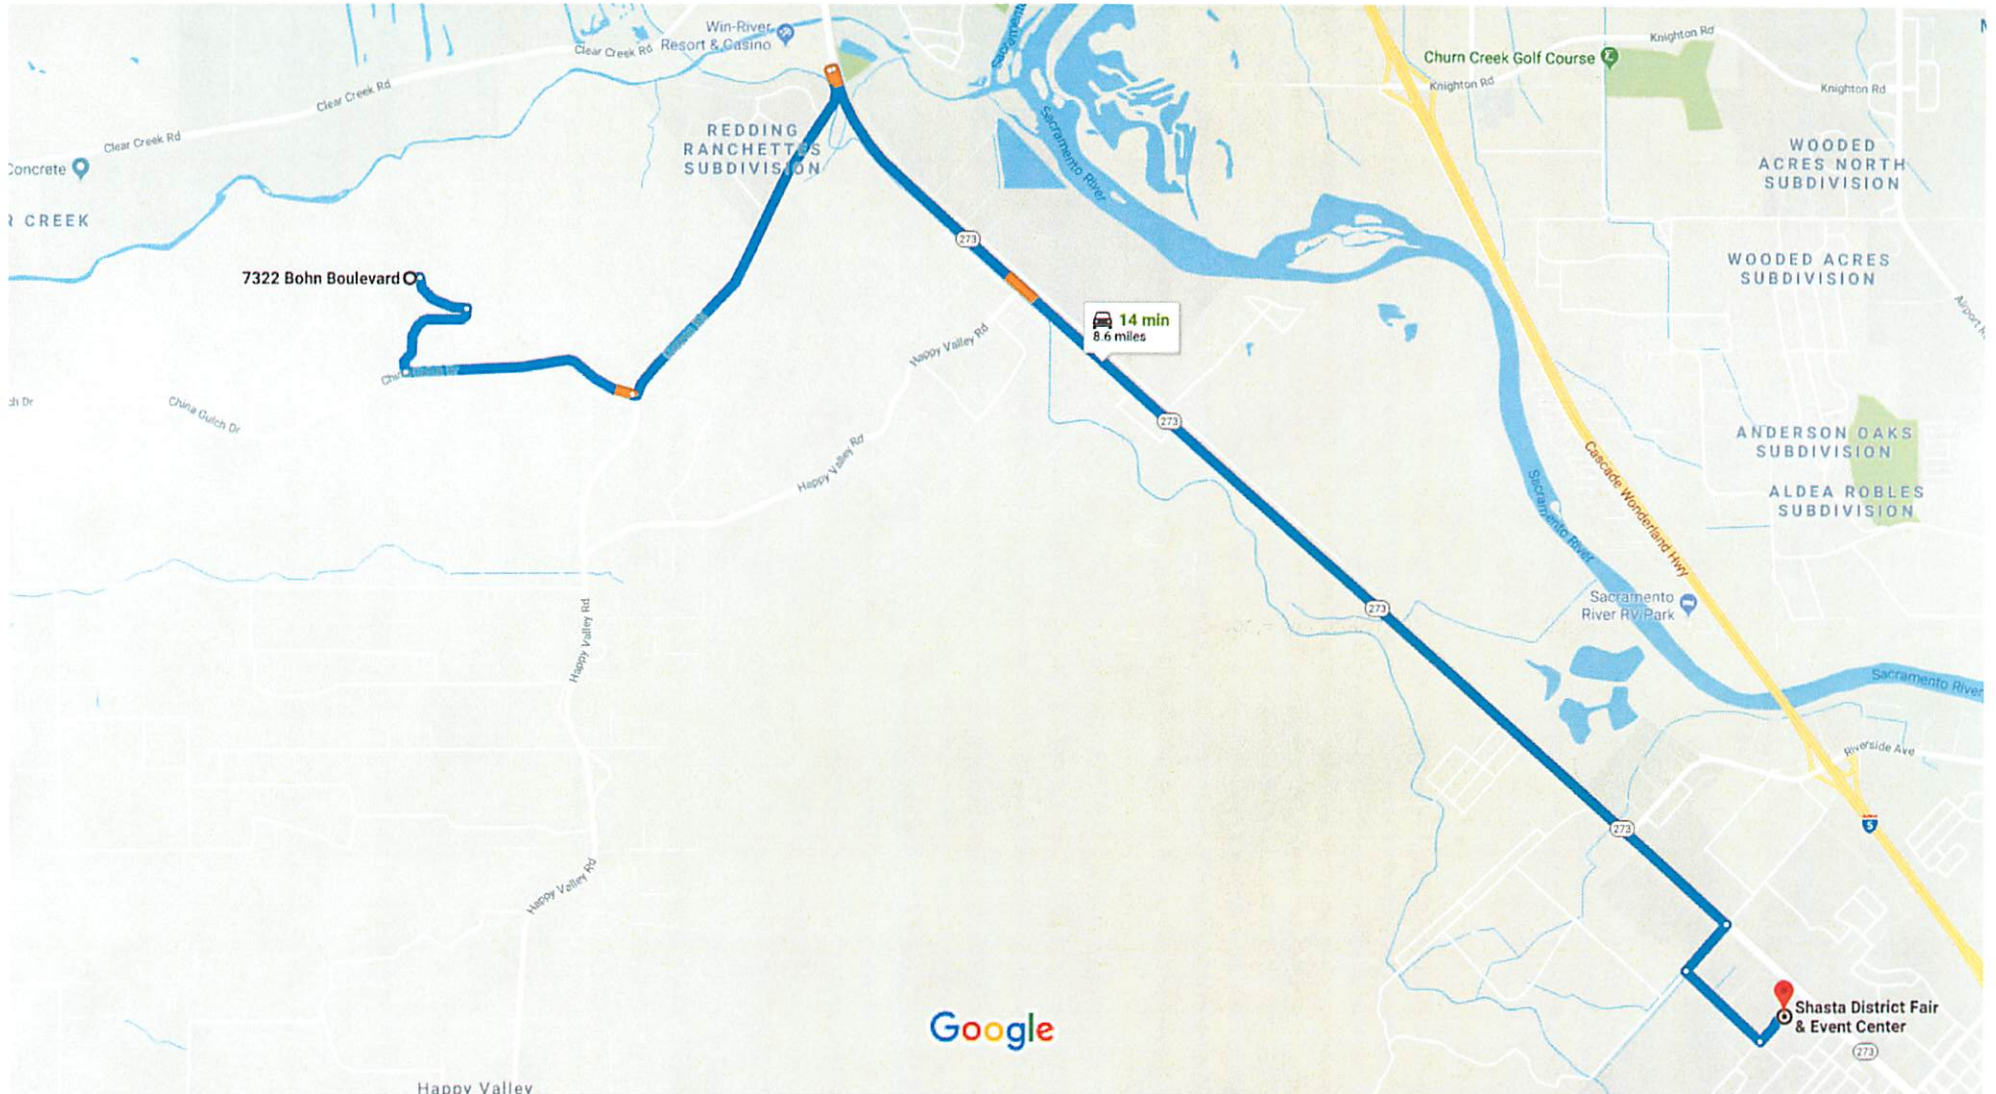 Win-River
Resort & Casino
Clear Creek Rd
Clear Creek Rd
Clear Creek Rd
Concrete
R CREEK
REDDING
RANCHETTES
SUBDIVISION
Sacramento
Sacramento River
Churn Creek Golf Course
Knighton Rd
Knighton Rd
Knighton Rd
WOODED
ACRES NORTH
SUBDIVISION
WOODED ACRES
SUBDIVISION
Airport R
7322 Bohn Boulevard
273
14 min
8.6 miles
Happy Valley Rd
ch Dr
China Gulch Dr
273
Happy Valley Rd
ANDERSON OAKS
SUBDIVISION
ALDEA ROBLES
SUBDIVISION
Cascade Wonderland Hwy
Sacramento River
Sacramento
River RV Park
273
Happy Valley Rd
Sacramento River
Riverside Ave
5
273
Happy Valley Rd
Google
Shasta District Fair
& Event Center
273
Happy Valley